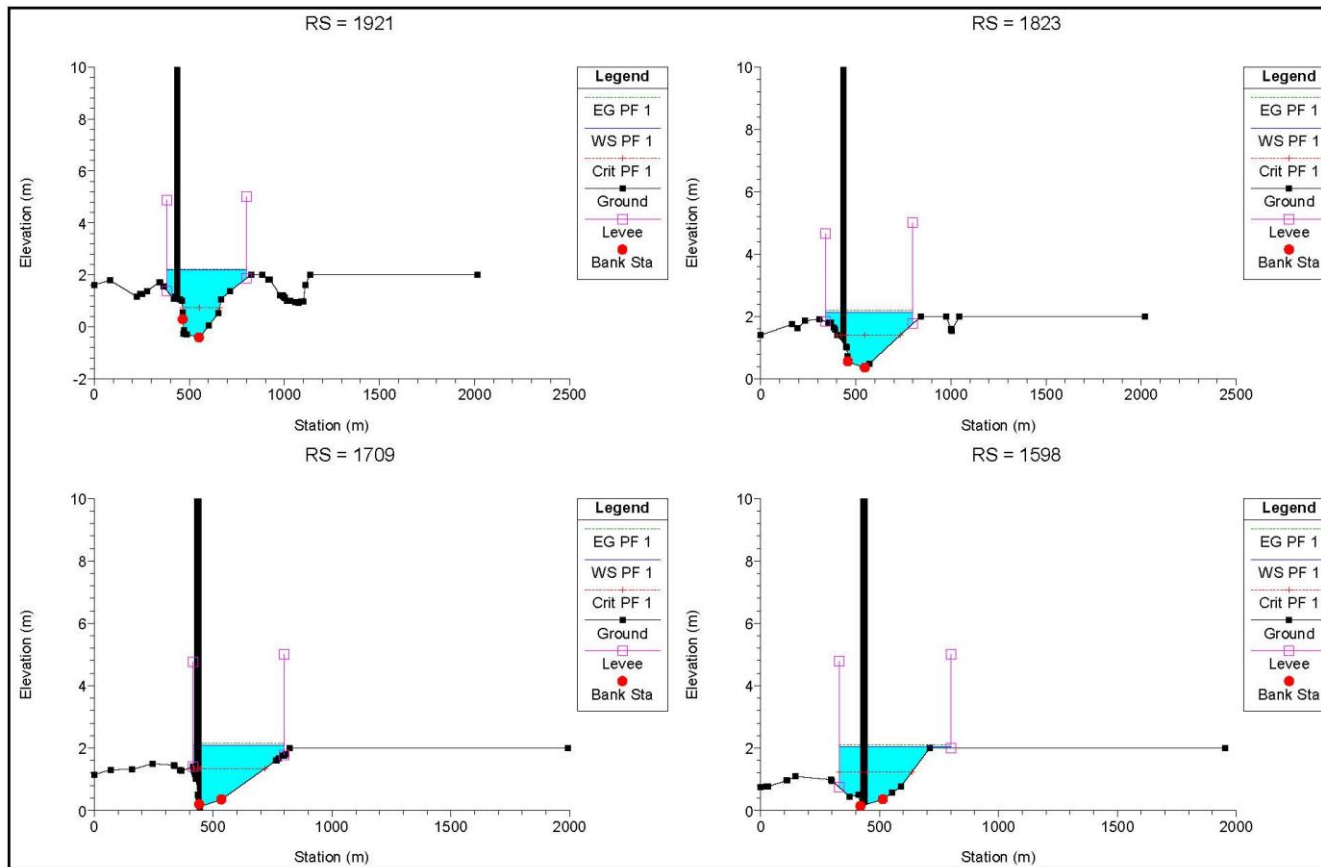 RS = 1921
10
8
6
4
2
0
-2
Elevation (m)
0 500 1000 1500 2000 2500
Station (m)
Legend
EG PF 1
WS PF 1
Crit PF 1
Ground
Levee
Bank Sta
RS = 1823
10
8
6
4
2
0
Elevation (m)
0 500 1000 1500 2000 2500
Station (m)
Legend
EG PF 1
WS PF 1
Crit PF 1
Ground
Levee
Bank Sta
RS = 1709
10
8
6
4
2
0
Elevation (m)
0 500 1000 1500 2000
Station (m)
Legend
EG PF 1
WS PF 1
Crit PF 1
Ground
Levee
Bank Sta
RS = 1598
10
8
6
4
2
0
Elevation (m)
0 500 1000 1500 2000
Station (m)
Legend
EG PF 1
WS PF 1
Crit PF 1
Ground
Levee
Bank Sta